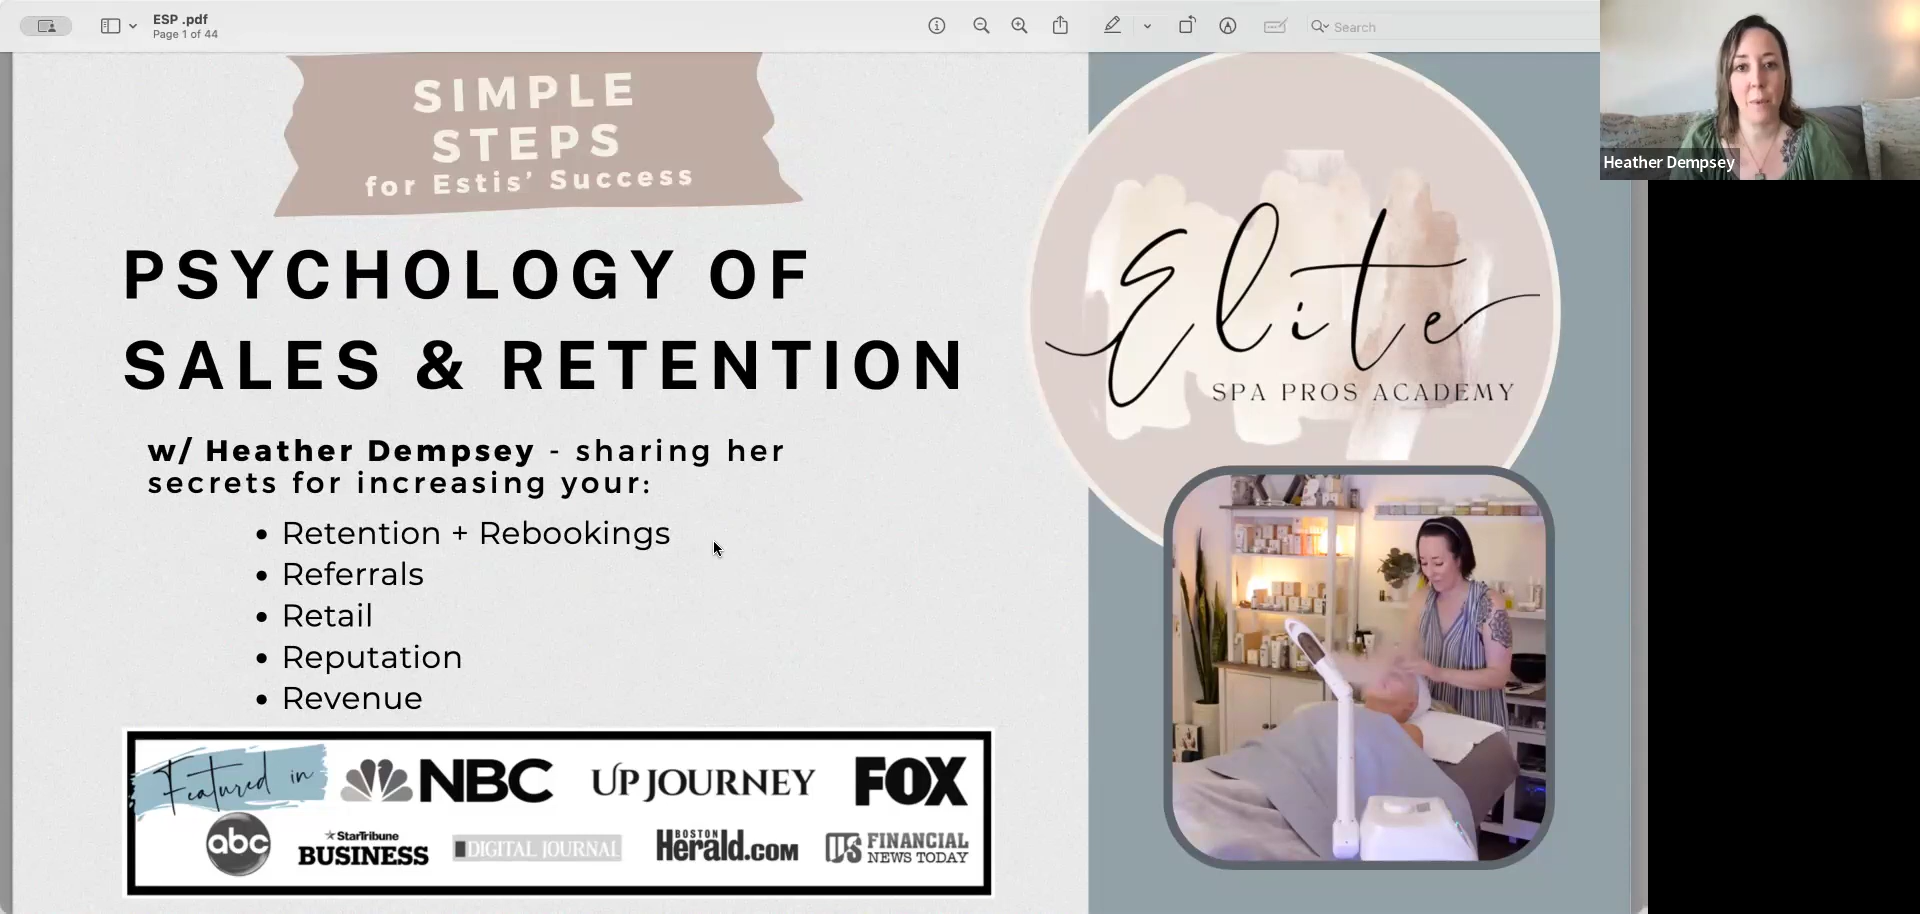 ESP .pdf
Page 1 of 44
Search
Heather Dempsey
SIMPLE
STEPS
for Estis’ Success
PSYCHOLOGY OF
SALES & RETENTION
w/ Heather Dempsey - sharing her
secrets for increasing your:
• Retention + Rebookings
• Referrals
• Retail
• Reputation
• Revenue
Featured in
NBC
UPJOURNEY
FOX
abc
StarTribune
BUSINESS
DIGITAL JOURNAL
BOSTON
Herald.com
US FINANCIAL
NEWS TODAY
Elite
SPA PROS ACADEMY